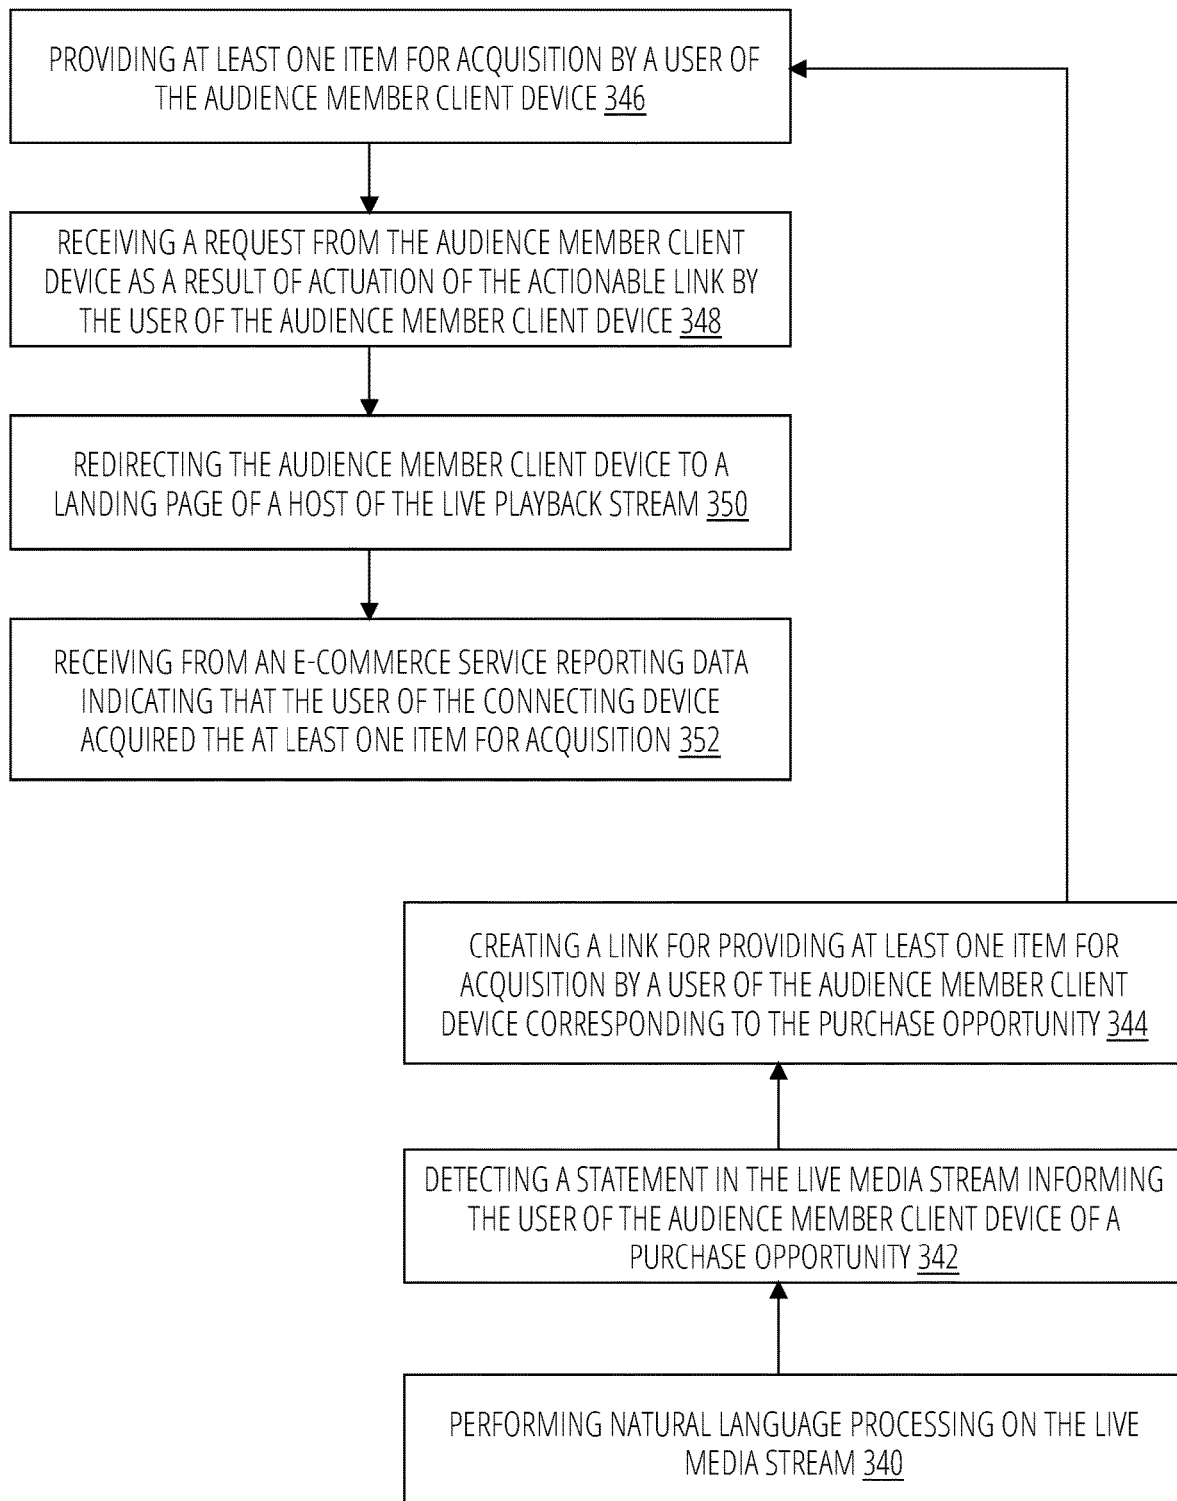 PROVIDING AT LEAST ONE ITEM FOR ACQUISITION BY A USER OF
THE AUDIENCE MEMBER CLIENT DEVICE 346
RECEIVING A REQUEST FROM THE AUDIENCE MEMBER CLIENT
DEVICE AS A RESULT OF ACTUATION OF THE ACTIONABLE LINK BY
THE USER OF THE AUDIENCE MEMBER CLIENT DEVICE 348
REDIRECTING THE AUDIENCE MEMBER CLIENT DEVICE TO A
LANDING PAGE OF A HOST OF THE LIVE PLAYBACK STREAM 350
RECEIVING FROM AN E-COMMERCE SERVICE REPORTING DATA
INDICATING THAT THE USER OF THE CONNECTING DEVICE
ACQUIRED THE AT LEAST ONE ITEM FOR ACQUISITION 352
CREATING A LINK FOR PROVIDING AT LEAST ONE ITEM FOR
ACQUISITION BY A USER OF THE AUDIENCE MEMBER CLIENT
DEVICE CORRESPONDING TO THE PURCHASE OPPORTUNITY 344
DETECTING A STATEMENT IN THE LIVE MEDIA STREAM INFORMING
THE USER OF THE AUDIENCE MEMBER CLIENT DEVICE OF A
PURCHASE OPPORTUNITY 342
PERFORMING NATURAL LANGUAGE PROCESSING ON THE LIVE
MEDIA STREAM 340